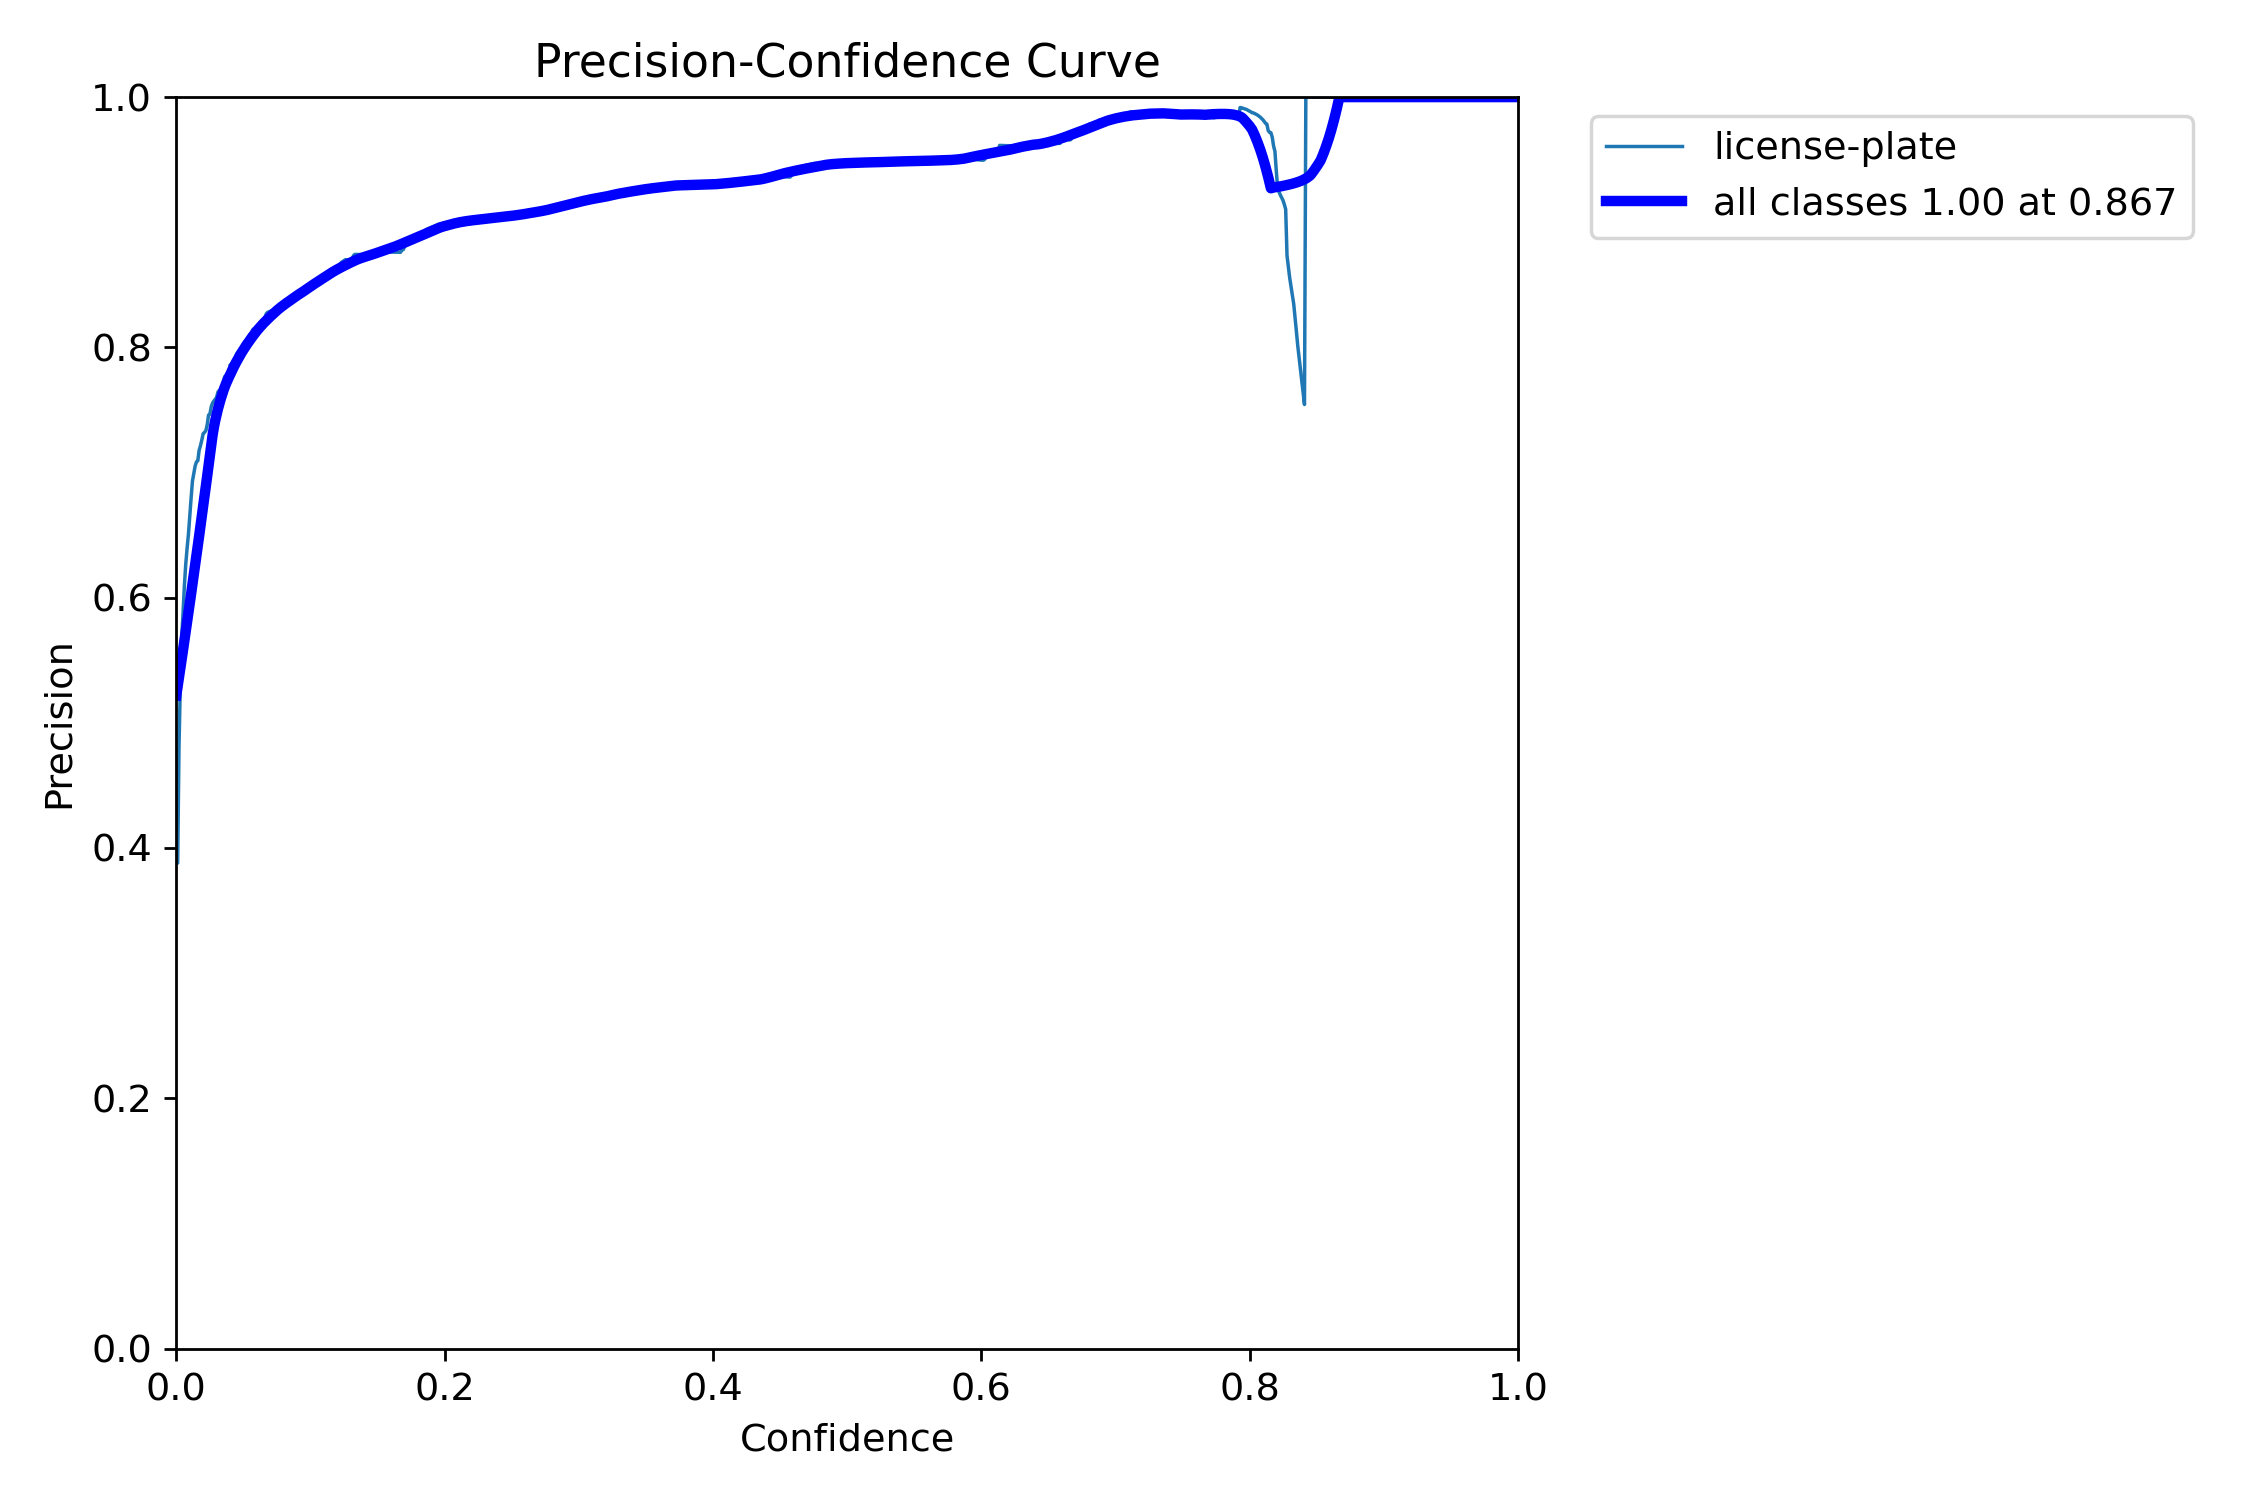 Precision-Confidence Curve
1.0
0.8
0.6
0.4
0.2
0.0
Precision
0.0 0.2 0.4 0.6 0.8 1.0
Confidence
license-plate
all classes 1.00 at 0.867